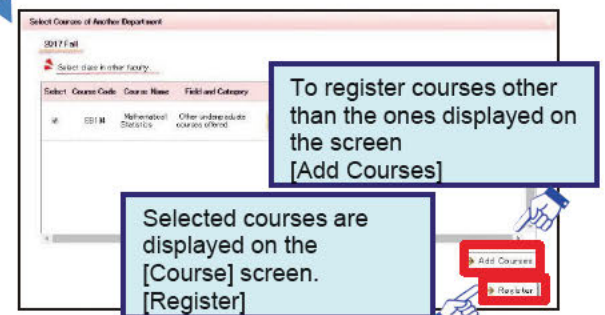 Select Courses of Another Department
2017 Fall
Select class in other faculty.
Select Course Code Course Name Field and Category
Mathematical Statistics
Other undergraduate courses offered
To register courses other
than the ones displayed on
the screen
[Add Courses]
Selected courses are
displayed on the
[Course] screen.
[Register]
Add Courses
Register